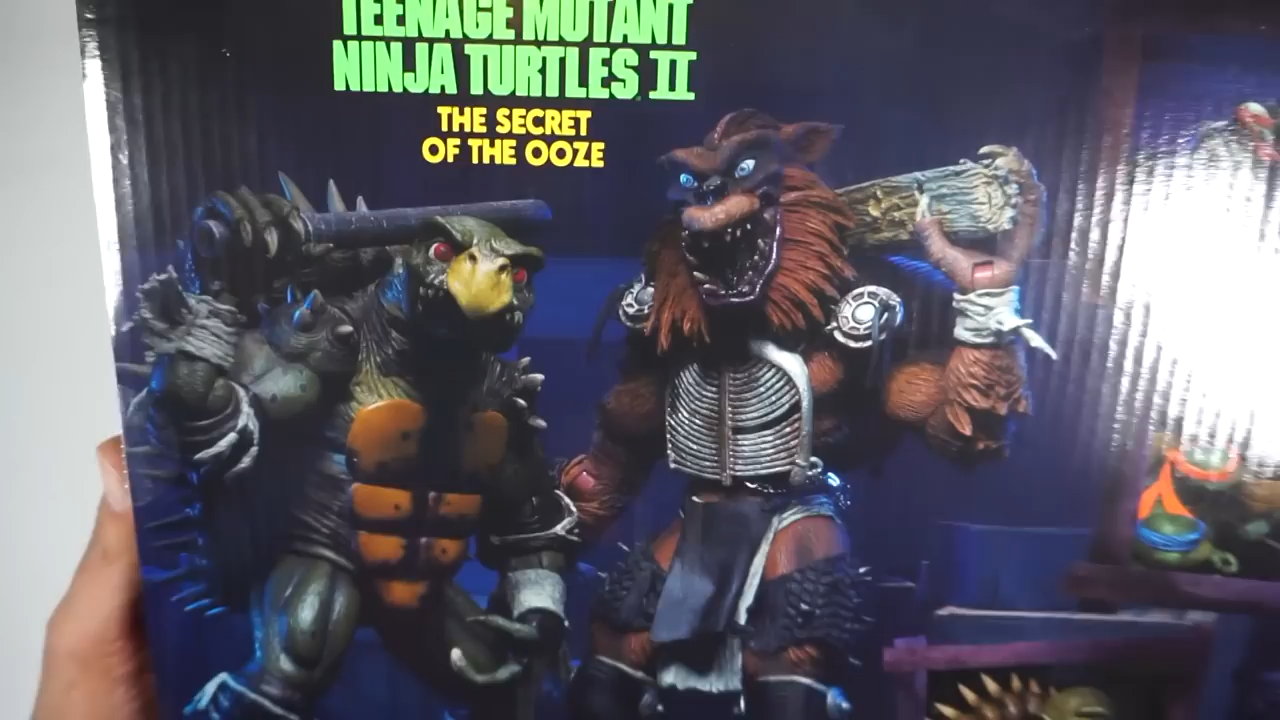 TEENAGE MUTANT
NINJA TURTLES II
THE SECRET
OF THE OOZE